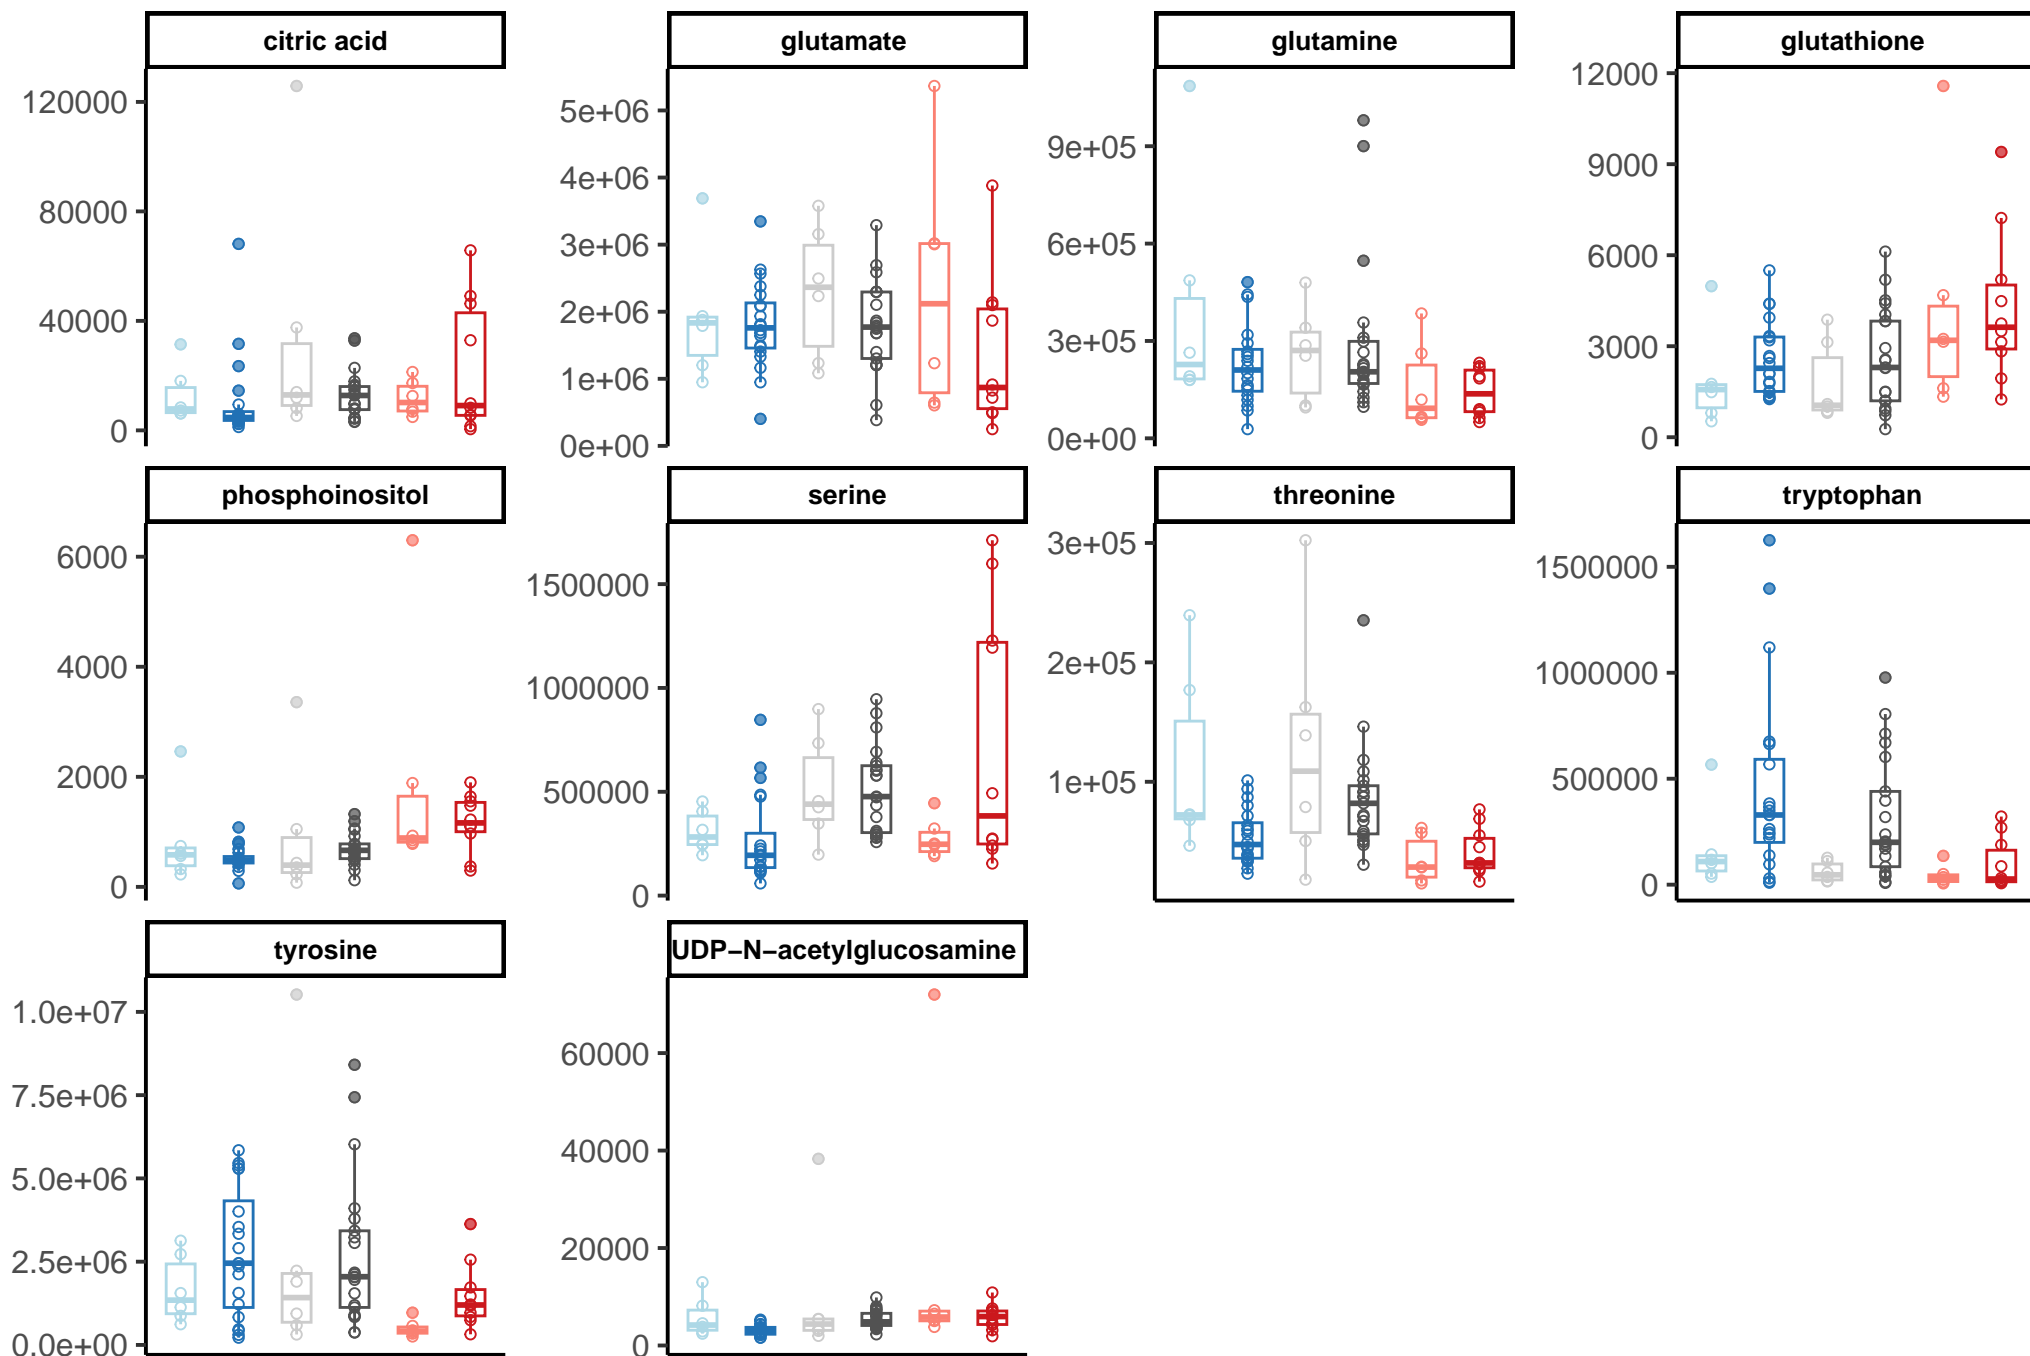 citric acid
glutamate
glutamine
glutathione
120000
80000
40000
0
5e+06
4e+06
3e+06
2e+06
1e+06
0e+00
9e+05
6e+05
3e+05
0e+00
12000
9000
6000
3000
0
phosphoinositol
serine
threonine
tryptophan
6000
4000
2000
0
1500000
1000000
500000
0
3e+05
2e+05
1e+05
1500000
1000000
500000
0
tyrosine
UDP−N−acetylglucosamine
1.0e+07
7.5e+06
5.0e+06
2.5e+06
0.0e+00
60000
40000
20000
0